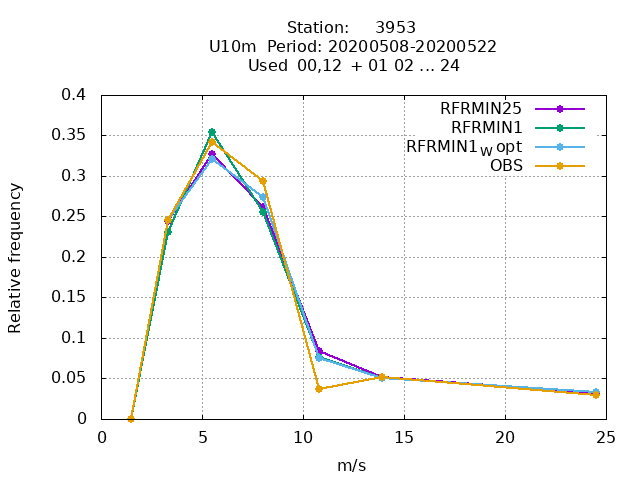 Station: 3953
U10m Period: 20200508-20200522
Used 00,12 + 01 02 ... 24
RFRMIN25
RFRMIN1
RFRMIN1W opt
OBS
0.4
0.35
0.3
0.25
0.2
0.15
0.1
0.05
0
Relative frequency
0 5 10 15 20 25
m/s